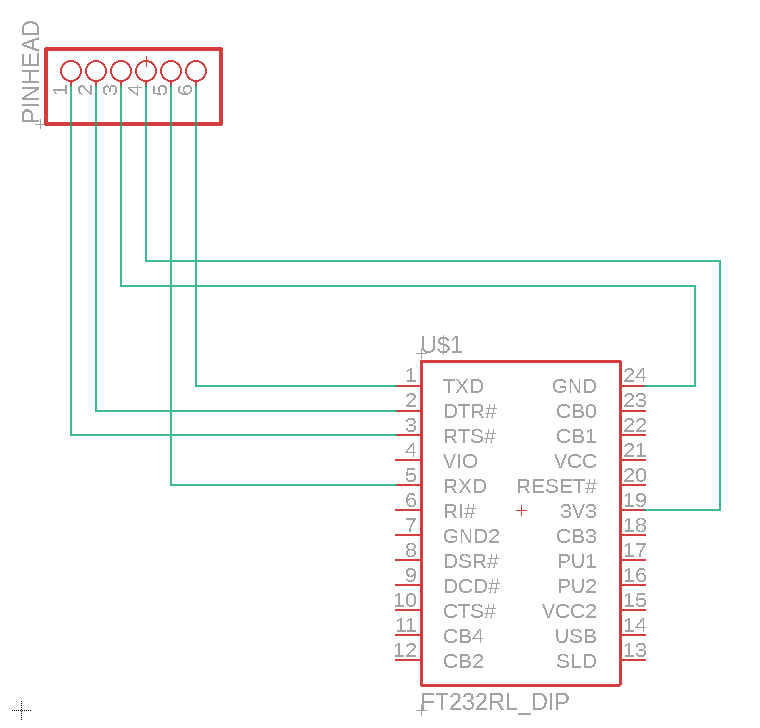 PINHEAD
1 2 3 4 5 6
U$1
1 TXD GND 24
2 DTR# CB0 23
3 RTS# CB1 22
4 VIO VCC 21
5 RXD RESET# 20
6 RI# 3V3 19
7 GND2 CB3 18
8 DSR# PU1 17
9 DCD# PU2 16
10 CTS# VCC2 15
11 CB4 USB 14
12 CB2 SLD 13
FT232RL_DIP